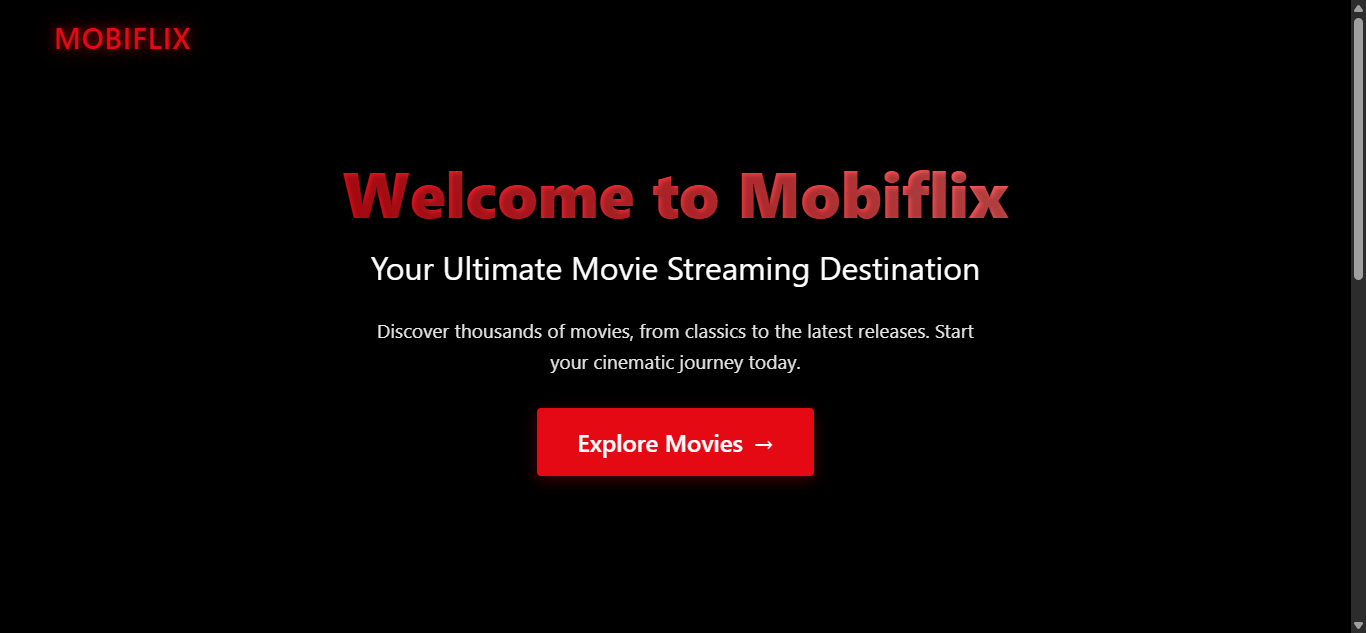 MOBIFLIX
Welcome to Mobiflix
Your Ultimate Movie Streaming Destination
Discover thousands of movies, from classics to the latest releases. Start
your cinematic journey today.
Explore Movies →